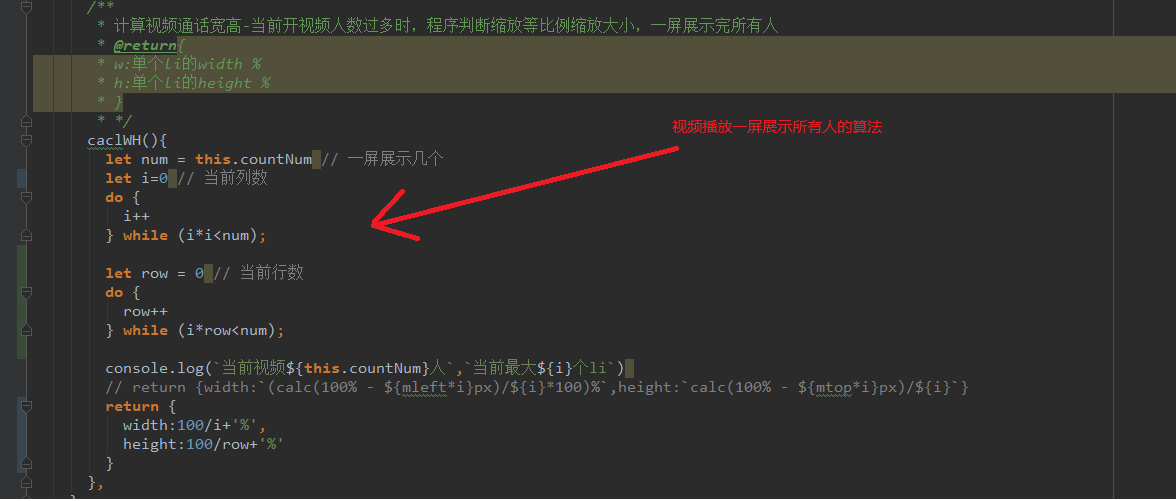 /**
* 计算视频通话宽高-当前开视频人数过多时，程序判断缩放等比例缩放大小，一屏展示完所有人
* @return{
* w:单个li的width %
* h:单个li的height %
* }
* */
caclWH(){
视频播放一屏展示所有人的算法
let num = this.countNum // 一屏展示几个
let i=0 // 当前列数
do {
i++
} while (i*i<num);
let row = 0 // 当前行数
do {
row++
} while (i*row<num);
console.log(`当前视频${this.countNum}人`,`当前最大${i}个li`)
// return {width:`(calc(100% - ${mleft*i}px)/${i}*100)%`,height:`calc(100% - ${mtop*i}px)/${i}`}
return {
width:100/i+'%',
height:100/row+'%'
}
},
}